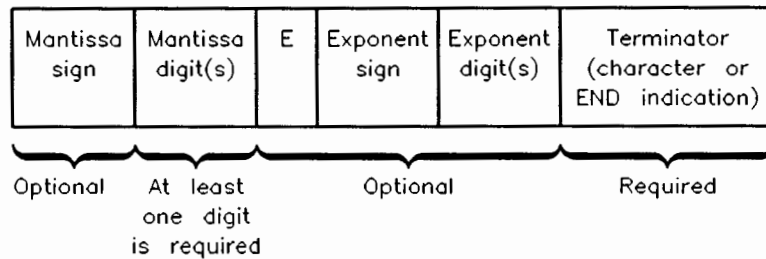 Mantissa sign
Mantissa digit(s)
E
Exponent sign
Exponent digit(s)
Terminator (character or END indication)
Optional
At least one digit is required
Optional
Required